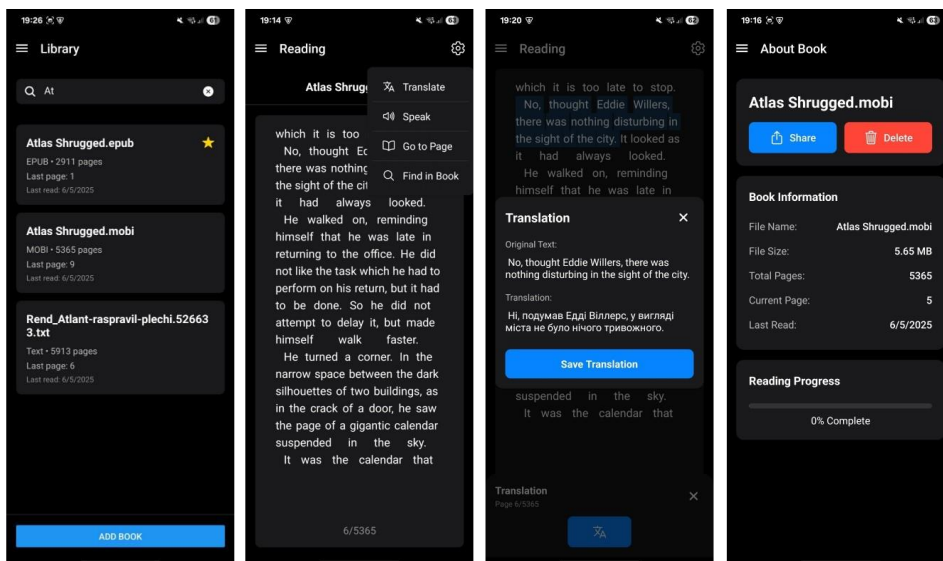 19:26
61
Library
At
Atlas Shrugged.epub
EPUB • 2911 pages
Last page: 1
Last read: 6/5/2025
Atlas Shrugged.mobi
MOBI • 5365 pages
Last page: 9
Last read: 6/5/2025
Rend_Atlant-raspravil-plechi.52663
3.txt
Text • 5913 pages
Last page: 6
Last read: 6/5/2025
ADD BOOK
19:14
63
Reading
Atlas Shrug
Translate
Speak
Go to Page
Find in Book
which it is too
No, thought Ed
there was nothing
the sight of the cit
it had always looked.
He walked on, reminding
himself that he was late in
returning to the office. He did
not like the task which he had to
perform on his return, but it had
to be done. So he did not
attempt to delay it, but made
himself walk faster.
He turned a corner. In the
narrow space between the dark
silhouettes of two buildings, as
in the crack of a door, he saw
the page of a gigantic calendar
suspended in the sky.
It was the calendar that
6/5365
19:20
62
Reading
which it is too late to stop.
No, thought Eddie Willers,
there was nothing disturbing in
the sight of the city. It looked as
it had always looked.
He walked on, reminding
himself that he was late in
Translation
Original Text:
No, thought Eddie Willers, there was
nothing disturbing in the sight of the city.
Translation:
Ні, подумав Едді Віллерс, у вигляді
міста не було нічого тривожного.
Save Translation
suspended in the sky.
It was the calendar that
Translation
Page 6/5365
19:16
63
About Book
Atlas Shrugged.mobi
Share
Delete
Book Information
File Name: Atlas Shrugged.mobi
File Size: 5.65 MB
Total Pages: 5365
Current Page: 5
Last Read: 6/5/2025
Reading Progress
0% Complete